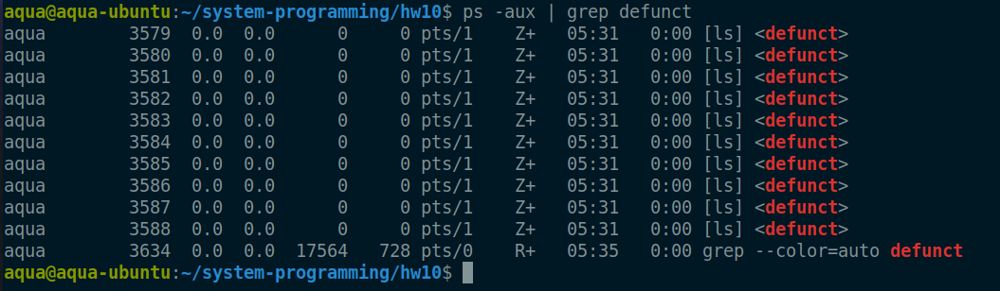 aqua@aqua-ubuntu:~/system-programming/hw10$ ps -aux | grep defunct
aqua 3579 0.0 0.0 0 0 pts/1 Z+ 05:31 0:00 [ls] <defunct>
aqua 3580 0.0 0.0 0 0 pts/1 Z+ 05:31 0:00 [ls] <defunct>
aqua 3581 0.0 0.0 0 0 pts/1 Z+ 05:31 0:00 [ls] <defunct>
aqua 3582 0.0 0.0 0 0 pts/1 Z+ 05:31 0:00 [ls] <defunct>
aqua 3583 0.0 0.0 0 0 pts/1 Z+ 05:31 0:00 [ls] <defunct>
aqua 3584 0.0 0.0 0 0 pts/1 Z+ 05:31 0:00 [ls] <defunct>
aqua 3585 0.0 0.0 0 0 pts/1 Z+ 05:31 0:00 [ls] <defunct>
aqua 3586 0.0 0.0 0 0 pts/1 Z+ 05:31 0:00 [ls] <defunct>
aqua 3587 0.0 0.0 0 0 pts/1 Z+ 05:31 0:00 [ls] <defunct>
aqua 3588 0.0 0.0 0 0 pts/1 Z+ 05:31 0:00 [ls] <defunct>
aqua 3634 0.0 0.0 17564 728 pts/0 R+ 05:35 0:00 grep --color=auto defunct
aqua@aqua-ubuntu:~/system-programming/hw10$